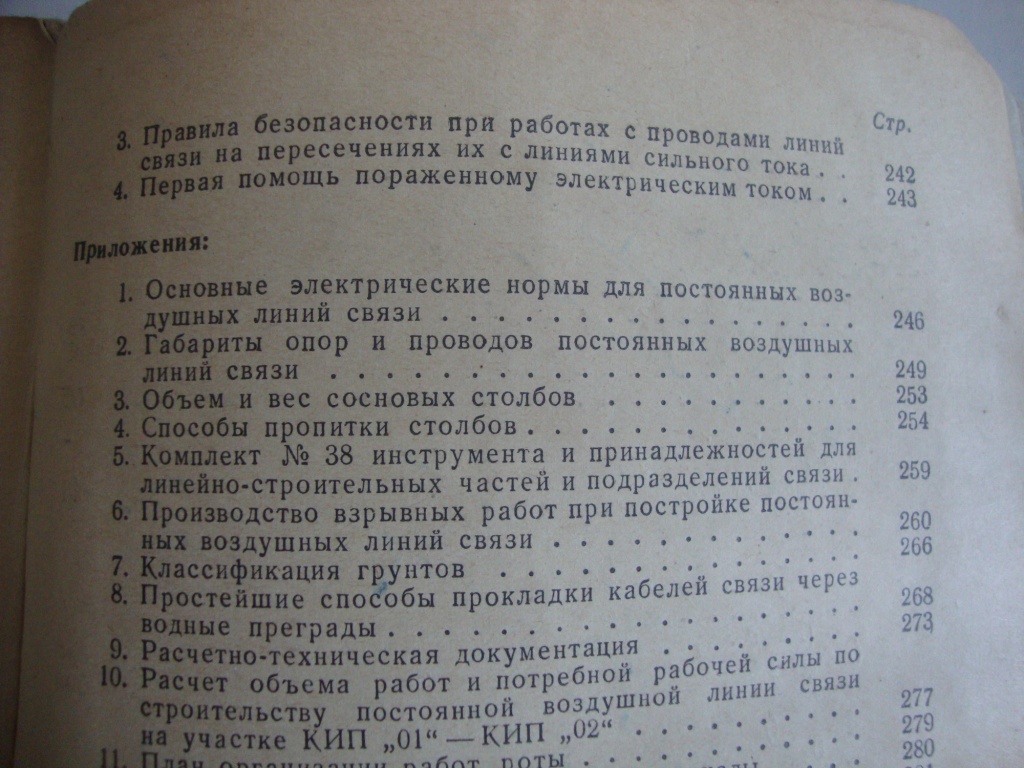 Стр.
3. Правила безопасности при работах с проводами линий
связи на пересечениях их с линиями сильного тока . . 242
4. Первая помощь пораженному электрическим током . . 243
Приложения:
1. Основные электрические нормы для постоянных воз-
душных линий связи . . . . . . . . . . . . . . . . 246
2. Габариты опор и проводов постоянных воздушных
линий связи . . . . . . . . . . . . . . . . . . . . 249
3. Объем и вес сосновых столбов . . . . . . . . . . 253
4. Способы пропитки столбов . . . . . . . . . . . . . 254
5. Комплект № 38 инструмента и принадлежностей для
линейно-строительных частей и подразделений связи . 259
6. Производство взрывных работ при постройке постоян-
ных воздушных линий связи . . . . . . . . . . . . 260
7. Классификация грунтов . . . . . . . . . . . . . . 266
8. Простейшие способы прокладки кабелей связи через
водные преграды . . . . . . . . . . . . . . . . . . 268
9. Расчетно-техническая документация . . . . . . . . 273
10. Расчет объема работ и потребной рабочей силы по
строительству постоянной воздушной линии связи
на участке КИП „01“ — КИП „02“ . . . . . . . . . 277
11. План организации работ роты . . . . 279
280